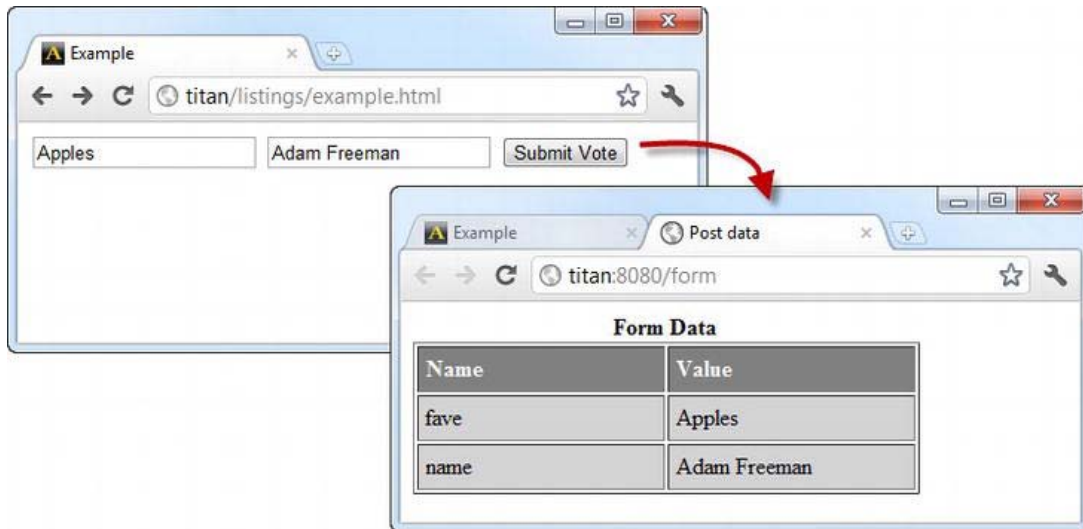 Example
titan/listings/example.html
Apples Adam Freeman Submit Vote
Example Post data
titan:8080/form
Form Data
Name Value
fave Apples
name Adam Freeman